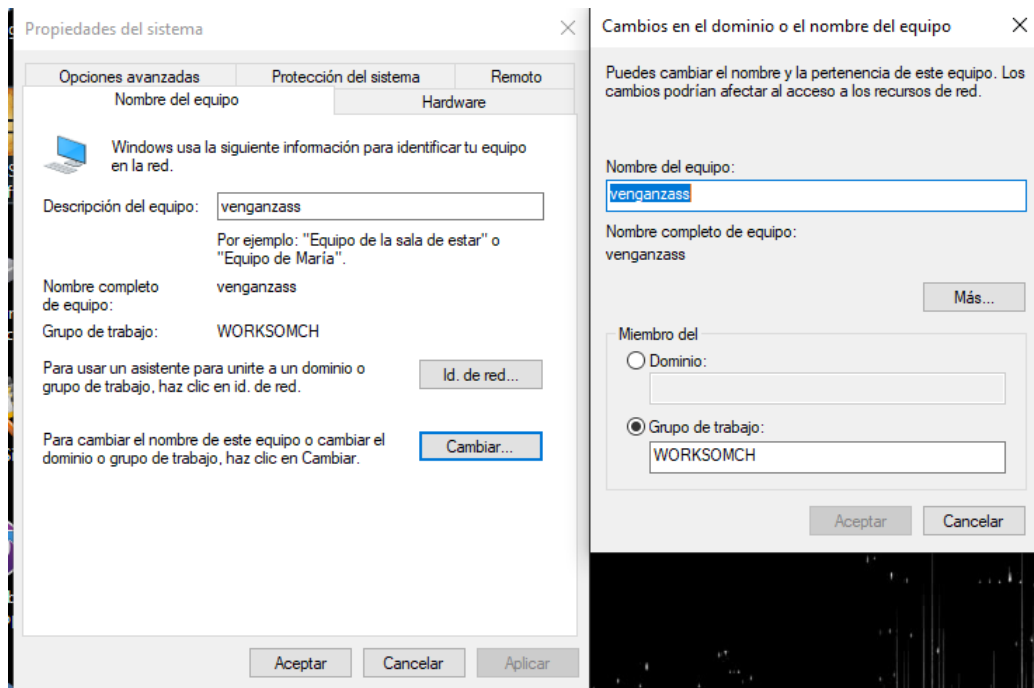 Propiedades del sistema
Opciones avanzadas
Protección del sistema
Remoto
Nombre del equipo
Hardware
Windows usa la siguiente información para identificar tu equipo
en la red.
Descripción del equipo:
venganzass
Por ejemplo: "Equipo de la sala de estar" o
"Equipo de María".
Nombre completo
de equipo:
venganzass
Grupo de trabajo:
WORKSOMCH
Para usar un asistente para unirte a un dominio o
grupo de trabajo, haz clic en id. de red.
Id. de red...
Para cambiar el nombre de este equipo o cambiar el
dominio o grupo de trabajo, haz clic en Cambiar.
Cambiar...
Aceptar
Cancelar
Aplicar
Cambios en el dominio o el nombre del equipo
Puedes cambiar el nombre y la pertenencia de este equipo. Los
cambios podrían afectar al acceso a los recursos de red.
Nombre del equipo:
venganzass
Nombre completo de equipo:
venganzass
Más...
Miembro del
Dominio:
Grupo de trabajo:
WORKSOMCH
Aceptar
Cancelar